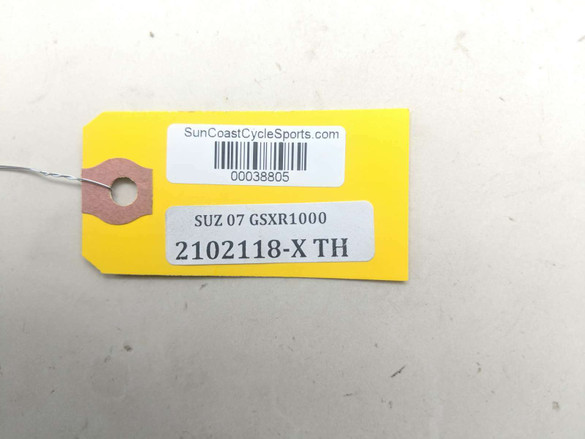 SunCoastCycleSports.com
00038805
SUZ 07 GSXR1000
2102118-X TH